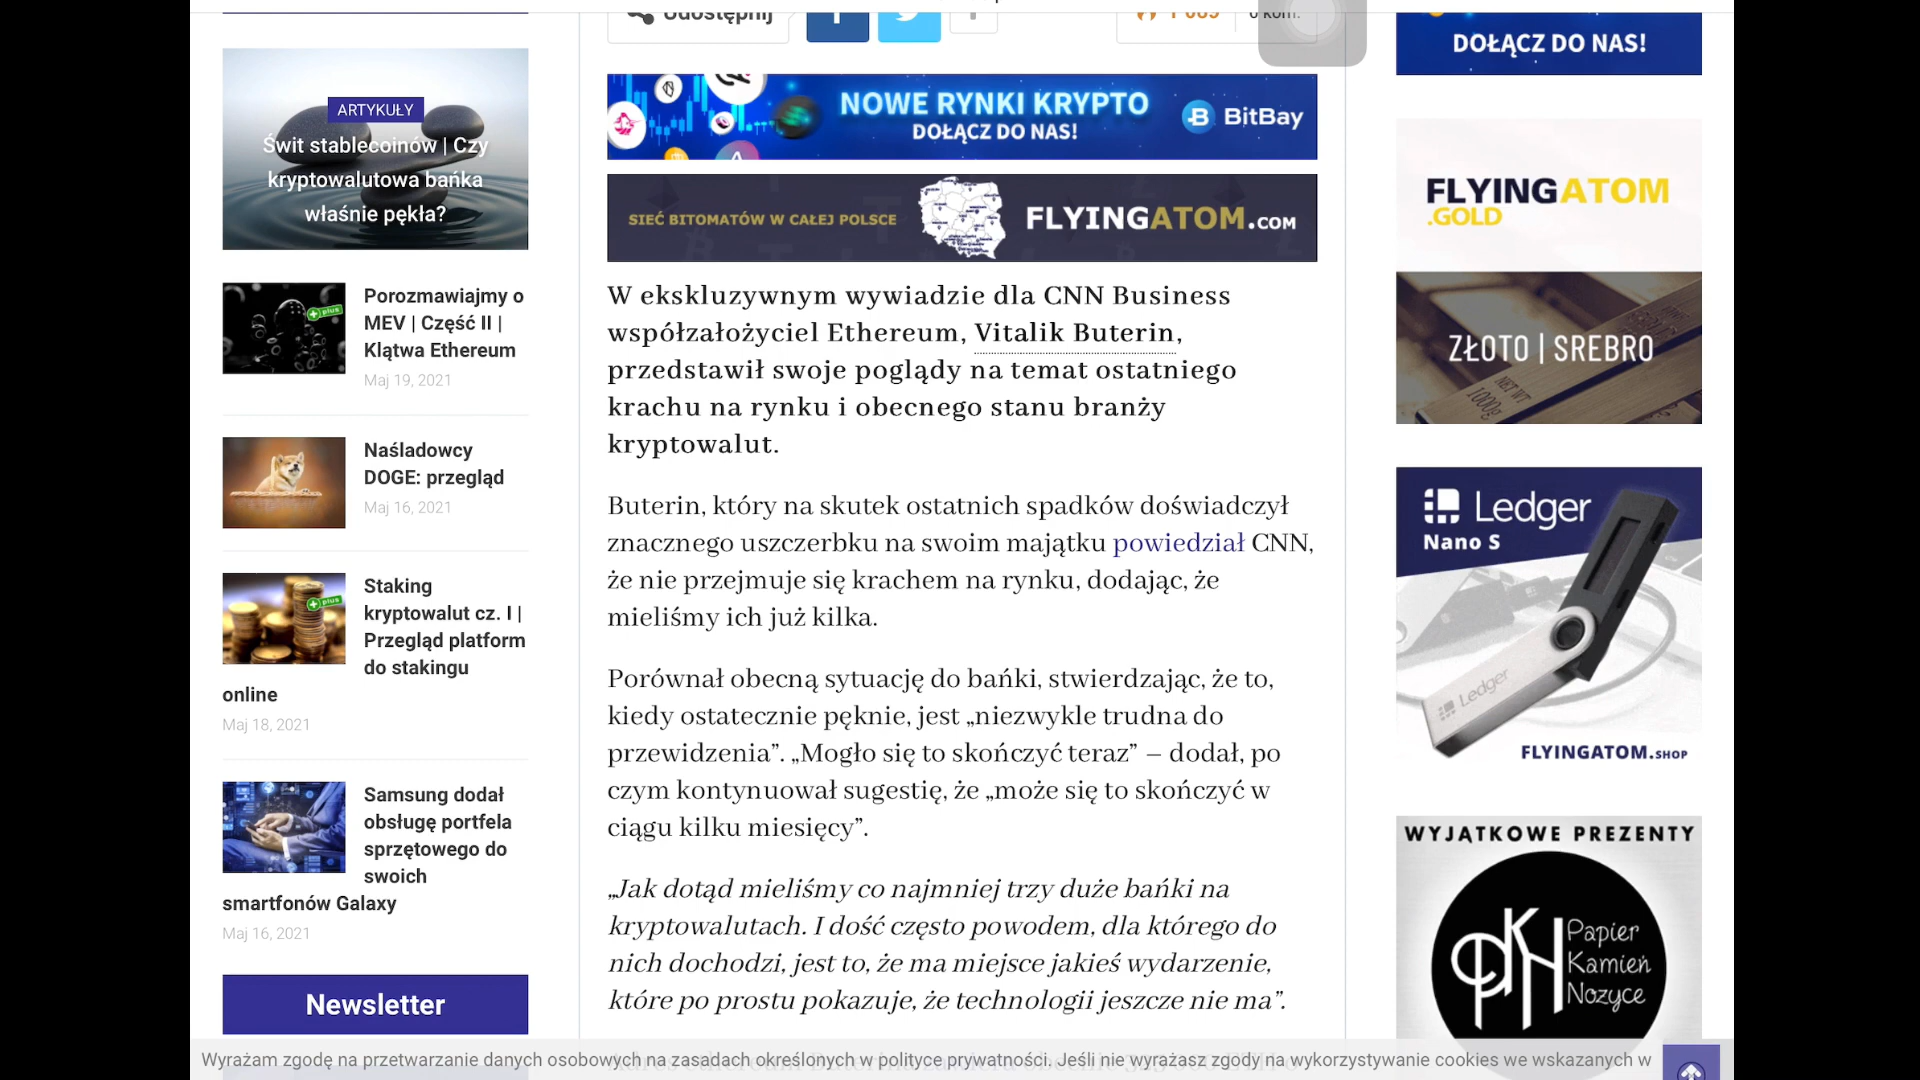 Udostępnij
0 kom.
DOŁĄCZ DO NAS!
ARTYKUŁY
Świt stablecoinów | Czy
kryptowalutowa bańka
właśnie pękła?
Porozmawiajmy o
MEV | Część II |
Klątwa Ethereum
Maj 19, 2021
Naśladowcy
DOGE: przegląd
Maj 16, 2021
Staking
kryptowalut cz. I |
Przegląd platform
do stakingu
online
Maj 18, 2021
Samsung dodał
obsługę portfela
sprzętowego do
swoich
smartfonów Galaxy
Maj 16, 2021
Newsletter
NOWE RYNKI KRYPTO
DOŁĄCZ DO NAS!
BitBay
SIEĆ BITOMATÓW W CAŁEJ POLSCE
FLYINGATOM.COM
W ekskluzywnym wywiadzie dla CNN Business
współzałożyciel Ethereum, Vitalik Buterin,
przedstawił swoje poglądy na temat ostatniego
krachu na rynku i obecnego stanu branży
kryptowalut.
Buterin, który na skutek ostatnich spadków doświadczył
znacznego uszczerbku na swoim majątku powiedział CNN,
że nie przejmuje się krachem na rynku, dodając, że
mieliśmy ich już kilka.
Porównał obecną sytuację do bańki, stwierdzając, że to,
kiedy ostatecznie pęknie, jest „niezwykle trudna do
przewidzenia”. „Mogło się to skończyć teraz” – dodał, po
czym kontynuował sugestię, że „może się to skończyć w
ciągu kilku miesięcy”.
„Jak dotąd mieliśmy co najmniej trzy duże bańki na
kryptowalutach. I dość często powodem, dla którego do
nich dochodzi, jest to, że ma miejsce jakieś wydarzenie,
które po prostu pokazuje, że technologii jeszcze nie ma”.
FLYINGATOM
.GOLD
ZŁOTO | SREBRO
NET WT
1000g
Ledger
Nano S
Ledger
FLYINGATOM.SHOP
WYJĄTKOWE PREZENTY
PKN
Papier
Kamień
Nożyce
Wyrażam zgodę na przetwarzanie danych osobowych na zasadach określonych w polityce prywatności. Jeśli nie wyrażasz zgody na wykorzystywanie cookies we wskazanych w